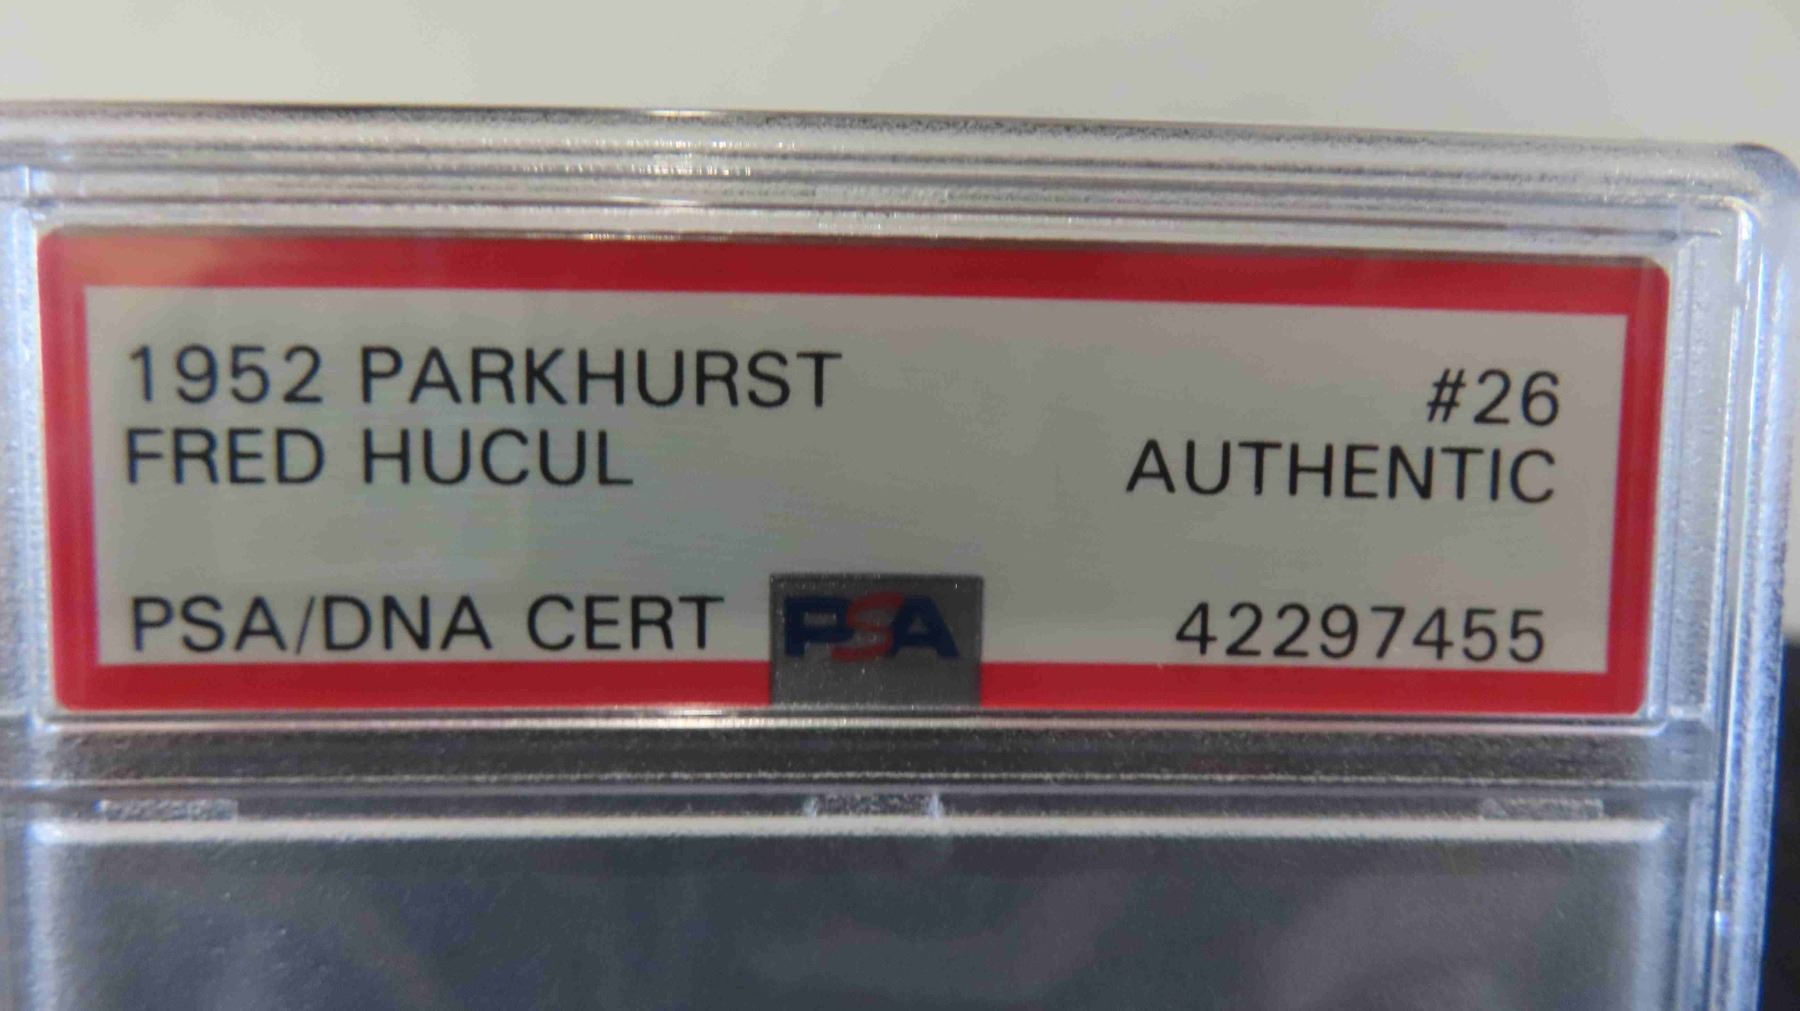 1952 PARKHURST #26
FRED HUCUL AUTHENTIC
PSA/DNA CERT PSA 42297455